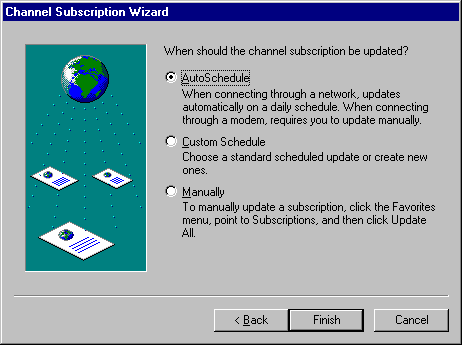 Channel Subscription Wizard
When should the channel subscription be updated?
AutoSchedule
When connecting through a network, updates
automatically on a daily schedule. When connecting
through a modem, requires you to update manually.
Custom Schedule
Choose a standard scheduled update or create new
ones.
Manually
To manually update a subscription, click the Favorites
menu, point to Subscriptions, and then click Update
All.
< Back
Finish
Cancel